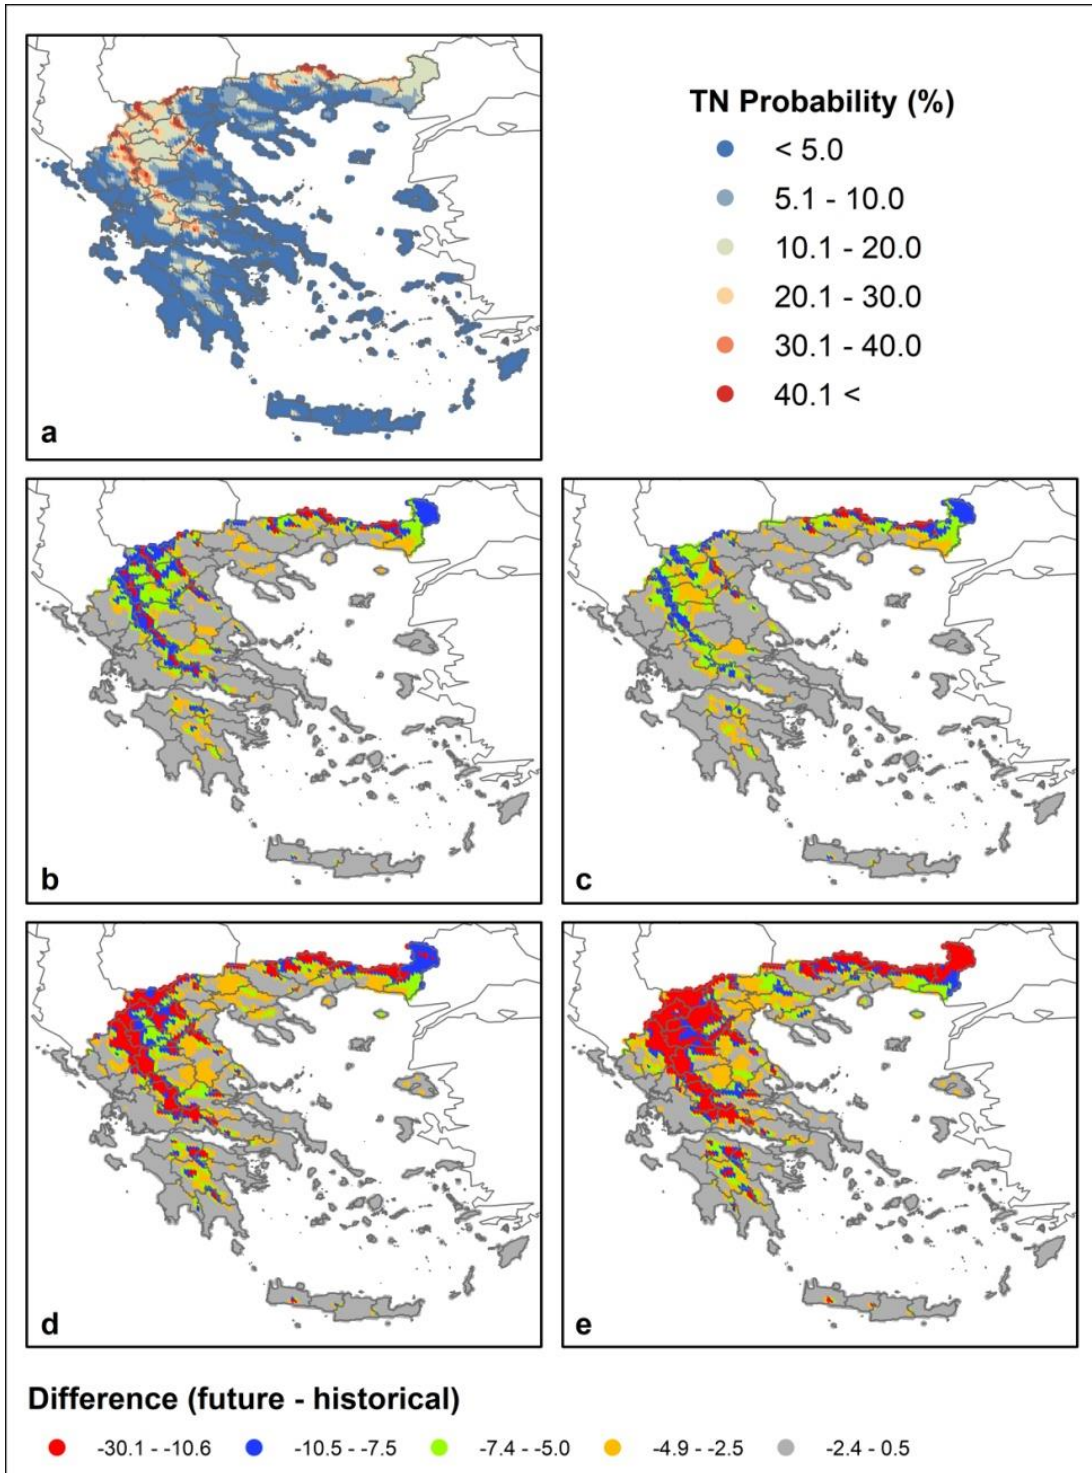 TN Probability (%)
< 5.0
5.1 - 10.0
10.1 - 20.0
20.1 - 30.0
30.1 - 40.0
40.1 <
a
b
c
d
e
Difference (future - historical)
-30.1 - -10.6
-10.5 - -7.5
-7.4 - -5.0
-4.9 - -2.5
-2.4 - 0.5